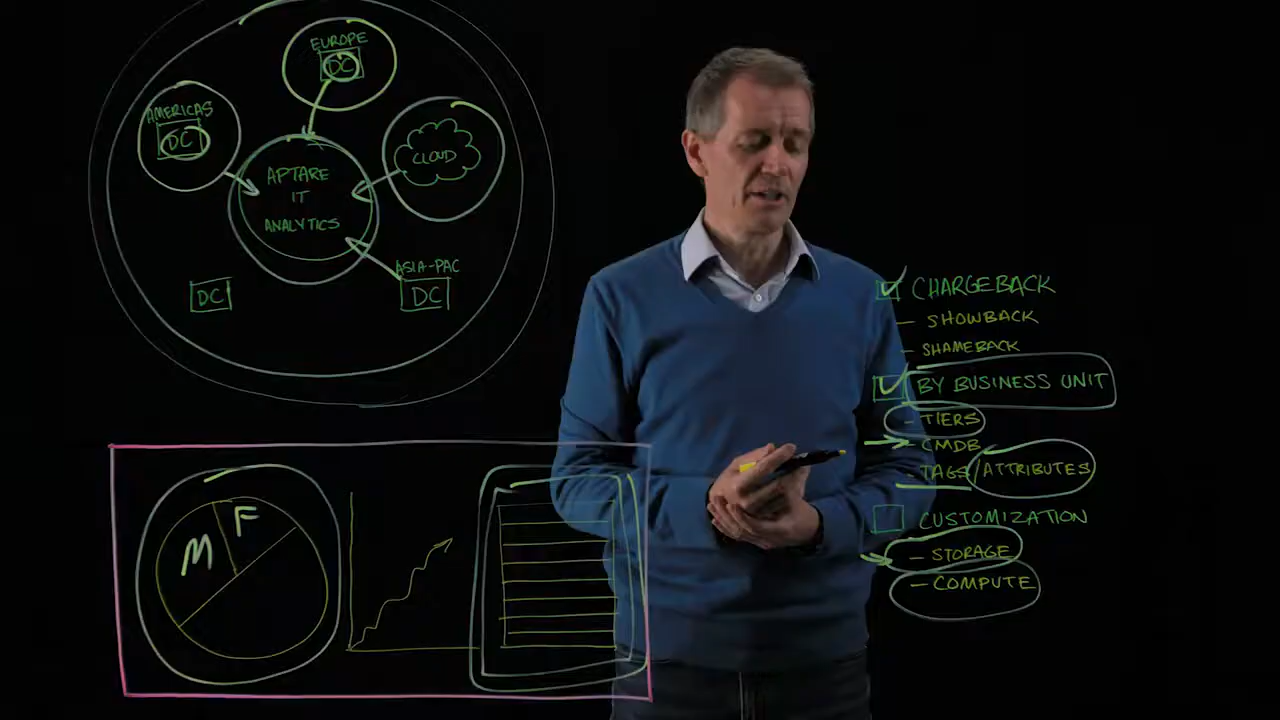 EUROPE
DC
AMERICAS
DC
CLOUD
APTARE
IT
ANALYTICS
ASIA-PAC
DC
DC
CHARGEBACK
- SHOWBACK
- SHAMEBACK
BY BUSINESS UNIT
- TIERS
- CMDB
TAGS/ATTRIBUTES
CUSTOMIZATION
- STORAGE
- COMPUTE
M
F